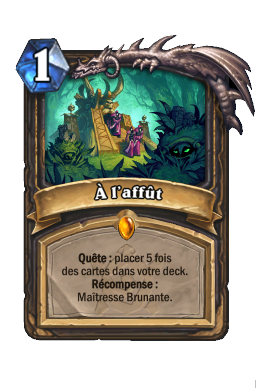 1
À l'affût
Quête : placer 5 fois
des cartes dans votre deck.
Récompense :
Maîtresse Brunante.